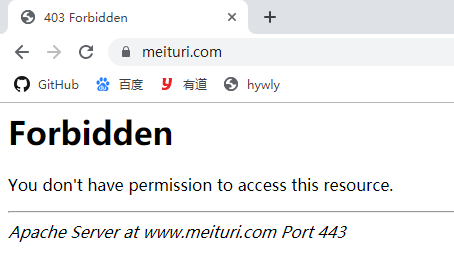 403 Forbidden
meituri.com
GitHub 百度 有道 hywly
Forbidden
You don't have permission to access this resource.
Apache Server at www.meituri.com Port 443